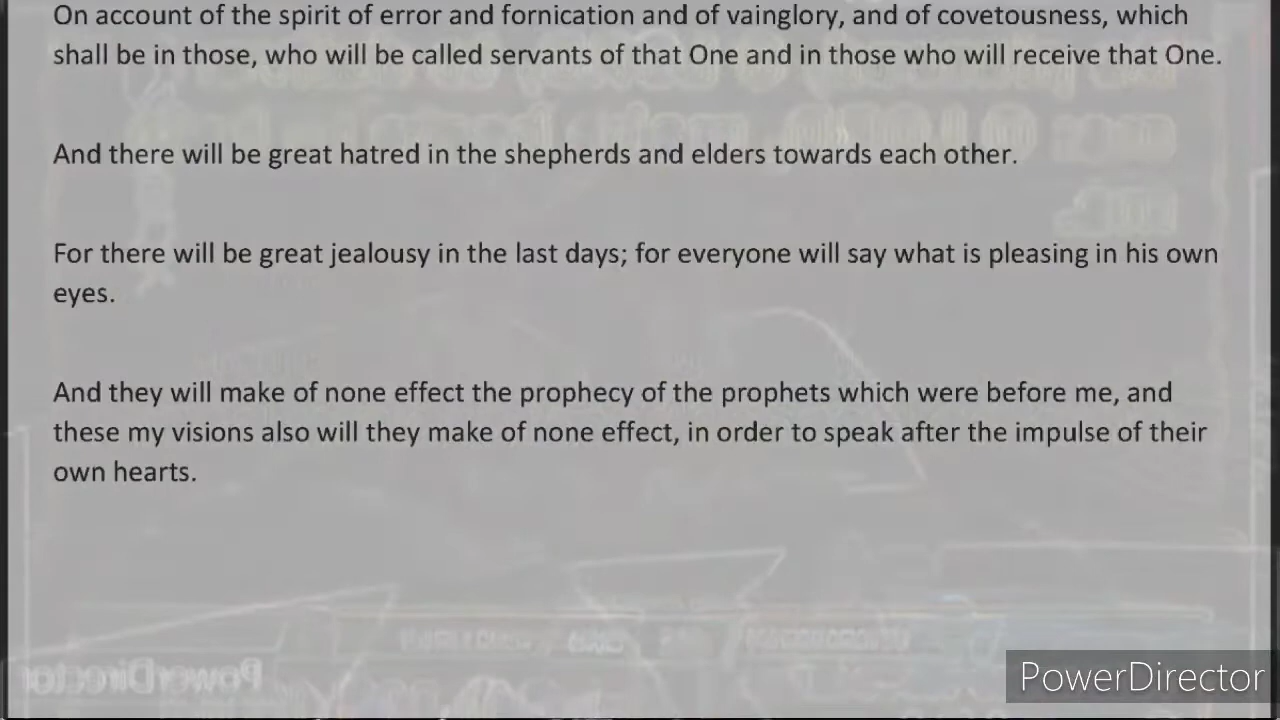 On account of the spirit of error and fornication and of vainglory, and of covetousness, which
shall be in those, who will be called servants of that One and in those who will receive that One.
And there will be great hatred in the shepherds and elders towards each other.
For there will be great jealousy in the last days; for everyone will say what is pleasing in his own
eyes.
And they will make of none effect the prophecy of the prophets which were before me, and
these my visions also will they make of none effect, in order to speak after the impulse of their
own hearts.
PowerDirector
PowerDirector